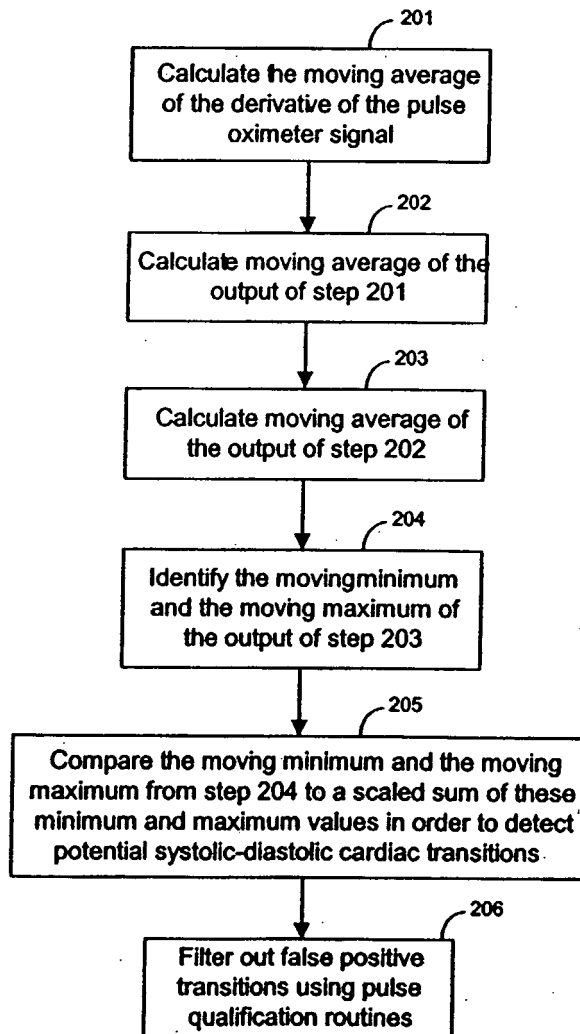 201
Calculate the moving average
of the derivative of the pulse
oximeter signal
202
Calculate moving average of the
output of step 201
203
Calculate moving average of
the output of step 202
204
Identify the movingminimum
and the moving maximum of
the output of step 203
205
Compare the moving minimum and the moving
maximum from step 204 to a scaled sum of these
minimum and maximum values in order to detect
potential systolic-diastolic cardiac transitions
206
Filter out false positive
transitions using pulse
qualification routines